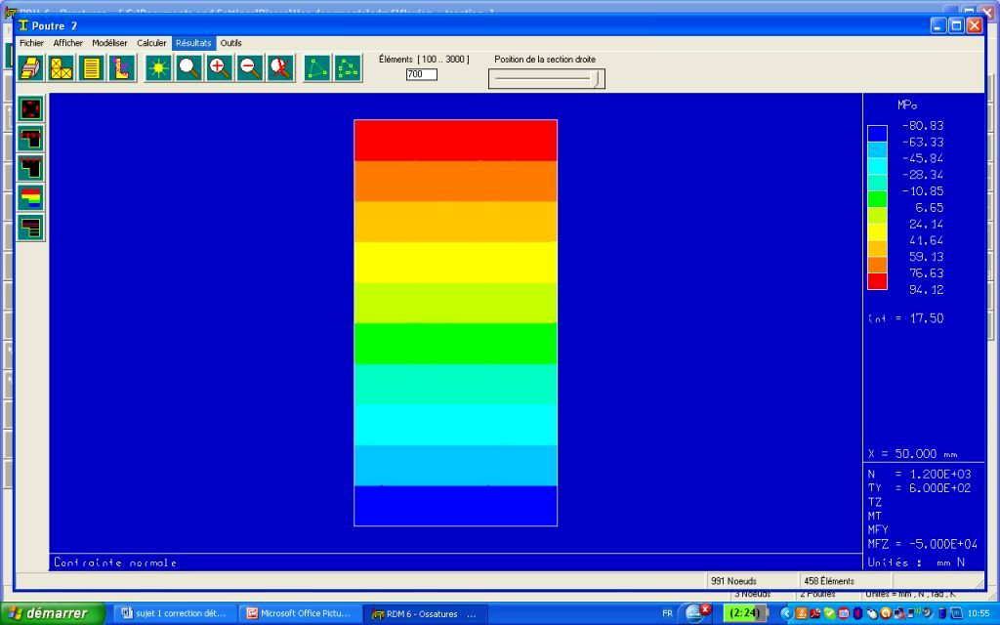 Poutre 2
Fichier Afficher Modéliser Calculer Résultats Outils
Éléments [ 100 .. 3000 ] Position de la section droite
700
MPa
-80.83
-63.33
-45.84
-28.34
-10.85
6.65
24.14
41.64
59.13
76.63
94.12
int = 17.50
X = 50.000 mm
N = 1.200E+03
TY = 6.000E+02
TZ
MT
MFY
MFZ = -5.000E+04
Contrainte normale
Unités : mm N
991 Noeuds 458 Éléments
3 Noeuds 2 Poutres Unités = mm , N , rad , K
démarrer sujet 1 correction dét... Microsoft Office Pictu... RDM 6 - Ossatures ... FR (2:24) 10:55